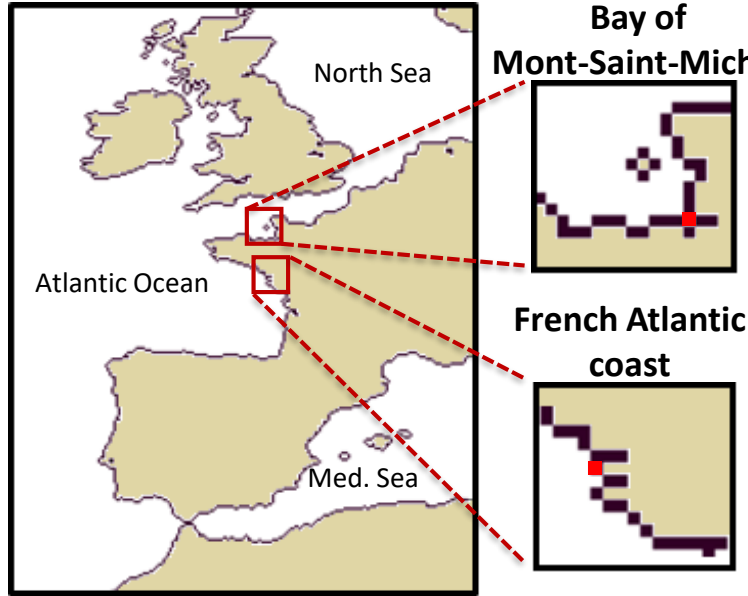 Bay of
Mont-Saint-Mich
North Sea
Atlantic Ocean
French Atlantic
coast
Med. Sea